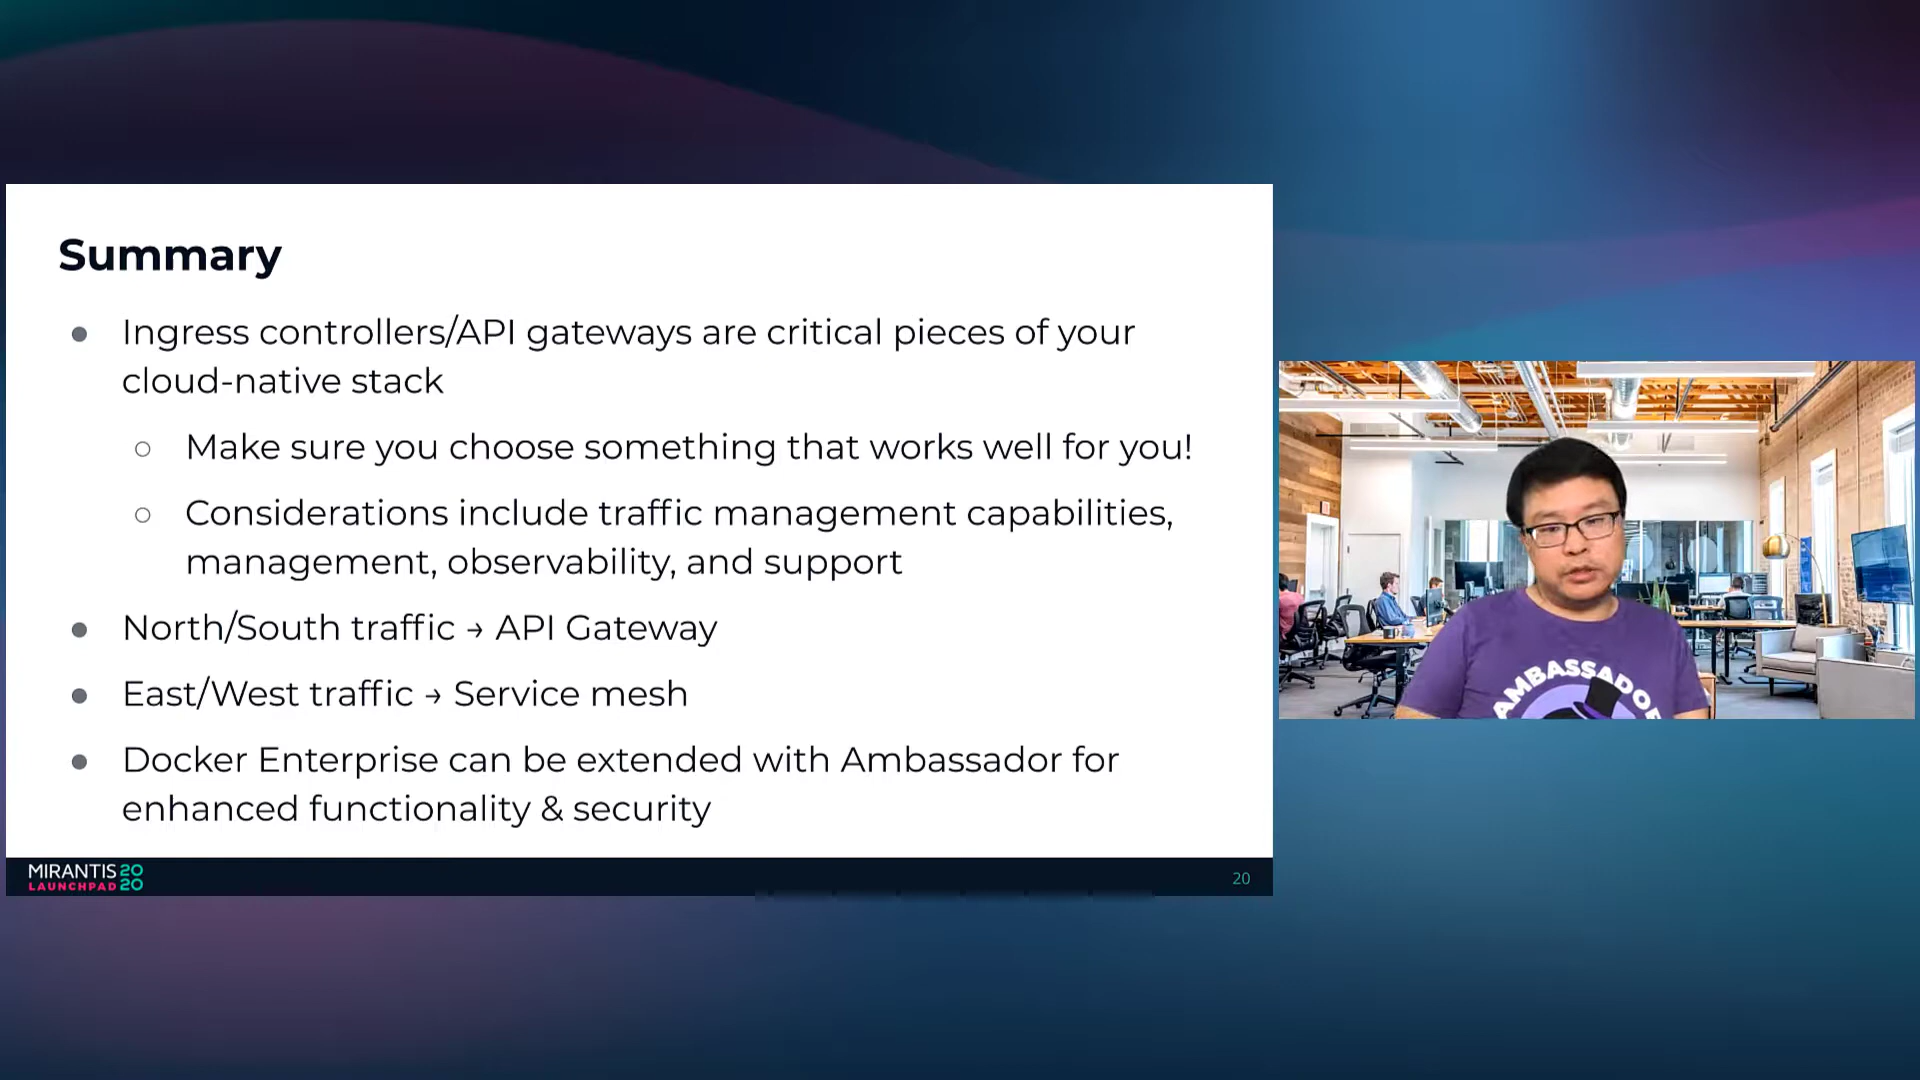 Summary
● Ingress controllers/API gateways are critical pieces of your
cloud-native stack
○ Make sure you choose something that works well for you!
○ Considerations include traffic management capabilities,
management, observability, and support
● North/South traffic → API Gateway
● East/West traffic → Service mesh
● Docker Enterprise can be extended with Ambassador for
enhanced functionality & security
MIRANTIS 20
LAUNCHPAD 20
20
AMBASSADOR